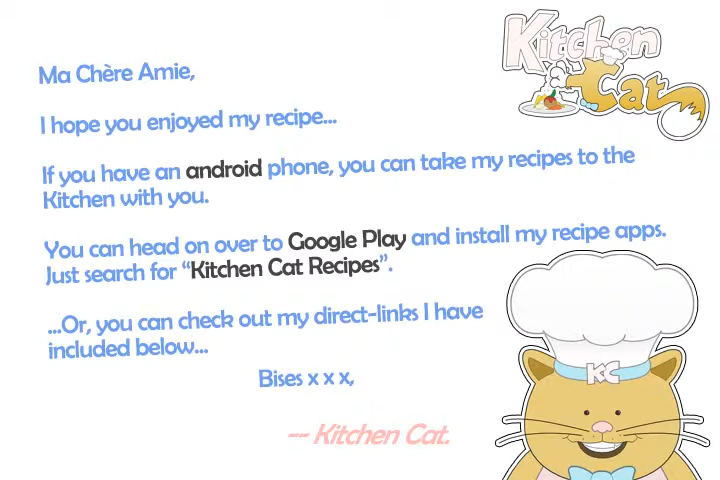 Kitchen
Cat
Ma Chère Amie,
I hope you enjoyed my recipe...
If you have an android phone, you can take my recipes to the
Kitchen with you.
You can head on over to Google Play and install my recipe apps.
Just search for “Kitchen Cat Recipes”.
...Or, you can check out my direct-links I have
included below...
Bises x x x,
-- Kitchen Cat.
KC